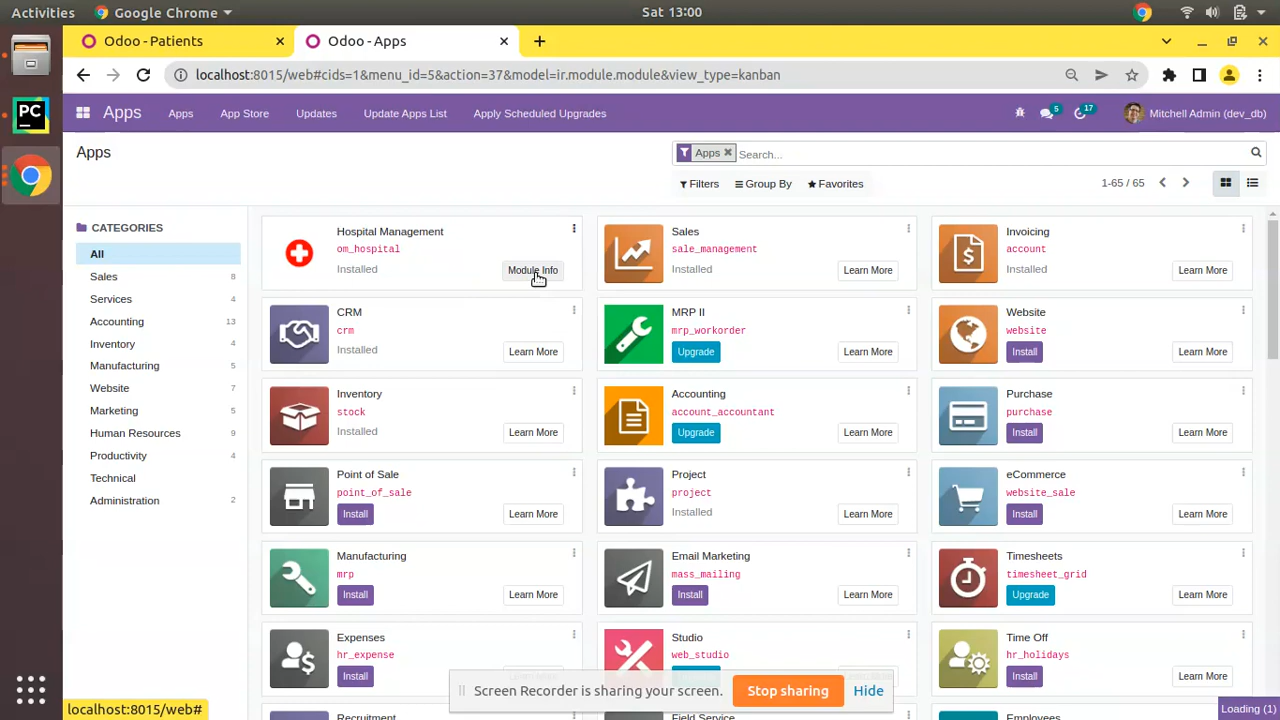 Activities
Google Chrome
Sat 13:00
Odoo - Patients
Odoo - Apps
localhost:8015/web#cids=1&menu_id=5&action=37&model=ir.module.module&view_type=kanban
Apps
Apps
App Store
Updates
Update Apps List
Apply Scheduled Upgrades
5
17
Mitchell Admin (dev_db)
Apps
Apps
Search...
Filters
Group By
Favorites
1-65 / 65
CATEGORIES
All
Sales 8
Services 4
Accounting 13
Inventory 4
Manufacturing 5
Website 7
Marketing 5
Human Resources 9
Productivity 4
Technical
Administration 2
Hospital Management
om_hospital
Installed
Module Info
Sales
sale_management
Installed
Learn More
Invoicing
account
Installed
Learn More
CRM
crm
Installed
Learn More
MRP II
mrp_workorder
Upgrade
Learn More
Website
website
Install
Learn More
Inventory
stock
Installed
Learn More
Accounting
account_accountant
Upgrade
Learn More
Purchase
purchase
Install
Learn More
Point of Sale
point_of_sale
Install
Learn More
Project
project
Installed
Learn More
eCommerce
website_sale
Install
Learn More
Manufacturing
mrp
Install
Learn More
Email Marketing
mass_mailing
Install
Learn More
Timesheets
timesheet_grid
Upgrade
Learn More
Expenses
hr_expense
Install
Studio
web_studio
Time Off
hr_holidays
Install
Learn More
Recruitment
Field Service
Employees
Screen Recorder is sharing your screen.
Stop sharing
Hide
localhost:8015/web#
Loading (1)
PC